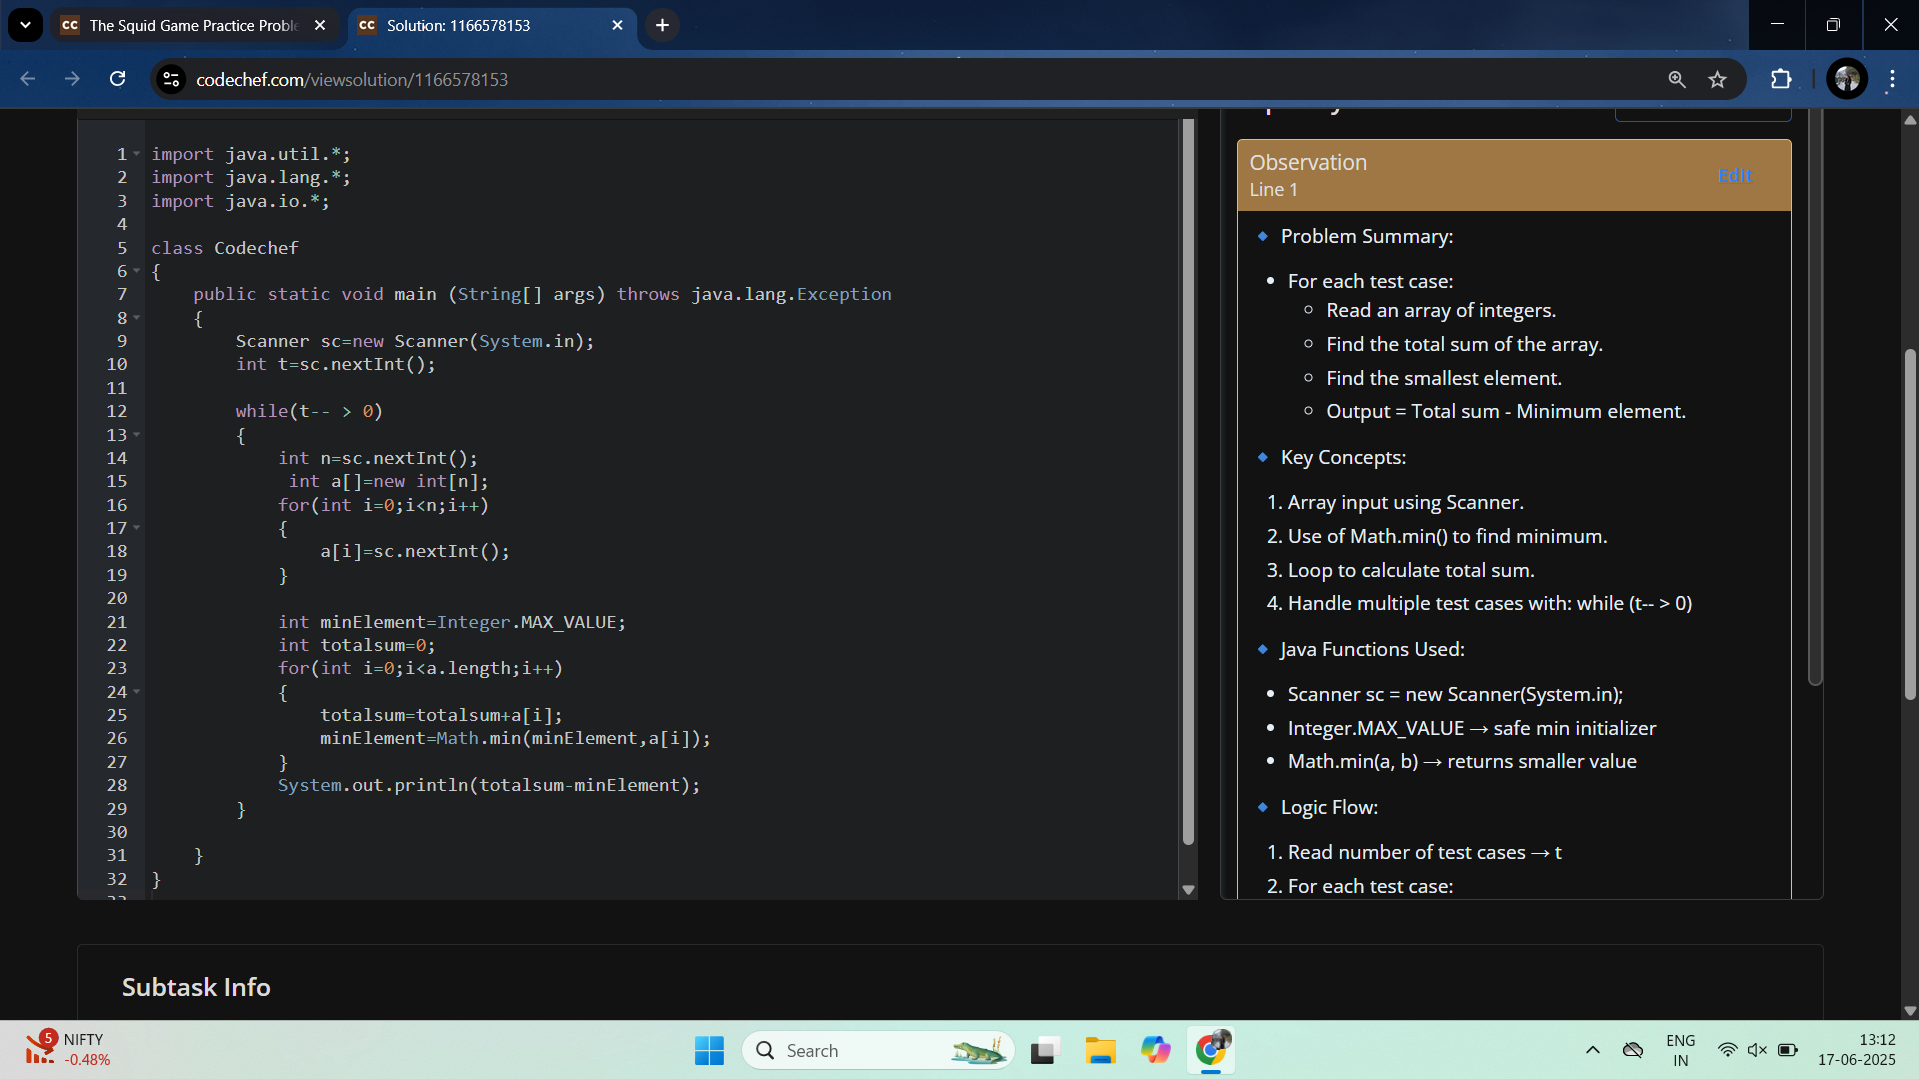 The Squid Game Practice Proble
Solution: 1166578153
codechef.com/viewsolution/1166578153
1 import java.util.*;
2 import java.lang.*;
3 import java.io.*;
4
5 class Codechef
6 {
7 public static void main (String[] args) throws java.lang.Exception
8 {
9 Scanner sc=new Scanner(System.in);
10 int t=sc.nextInt();
11
12 while(t-- > 0)
13 {
14 int n=sc.nextInt();
15 int a[]=new int[n];
16 for(int i=0;i<n;i++)
17 {
18 a[i]=sc.nextInt();
19 }
20
21 int minElement=Integer.MAX_VALUE;
22 int totalsum=0;
23 for(int i=0;i<a.length;i++)
24 {
25 totalsum=totalsum+a[i];
26 minElement=Math.min(minElement,a[i]);
27 }
28 System.out.println(totalsum-minElement);
29 }
30
31 }
32 }
Observation
Line 1
Edit
🔹 Problem Summary:
• For each test case:
○ Read an array of integers.
○ Find the total sum of the array.
○ Find the smallest element.
○ Output = Total sum - Minimum element.
🔹 Key Concepts:
1. Array input using Scanner.
2. Use of Math.min() to find minimum.
3. Loop to calculate total sum.
4. Handle multiple test cases with: while (t-- > 0)
🔹 Java Functions Used:
• Scanner sc = new Scanner(System.in);
• Integer.MAX_VALUE → safe min initializer
• Math.min(a, b) → returns smaller value
🔹 Logic Flow:
1. Read number of test cases → t
2. For each test case:
Subtask Info
5
NIFTY
-0.48%
Search
ENG
IN
13:12
17-06-2025